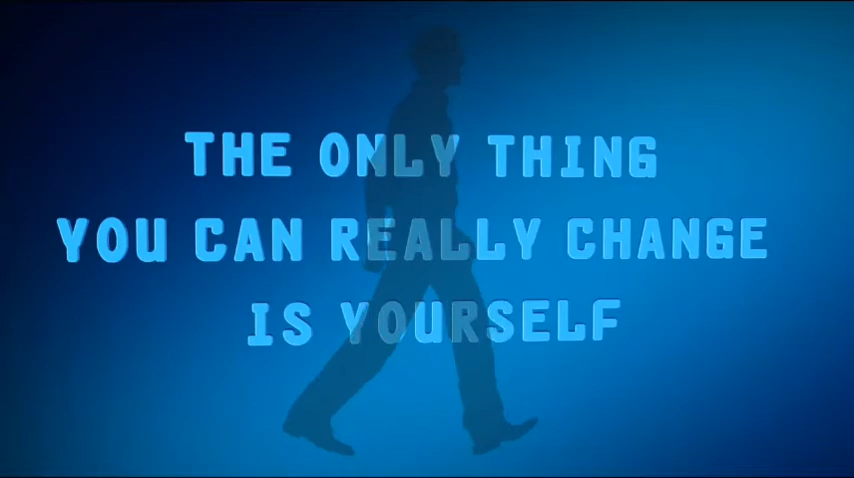 THE ONLY THING
YOU CAN REALLY CHANGE
IS YOURSELF